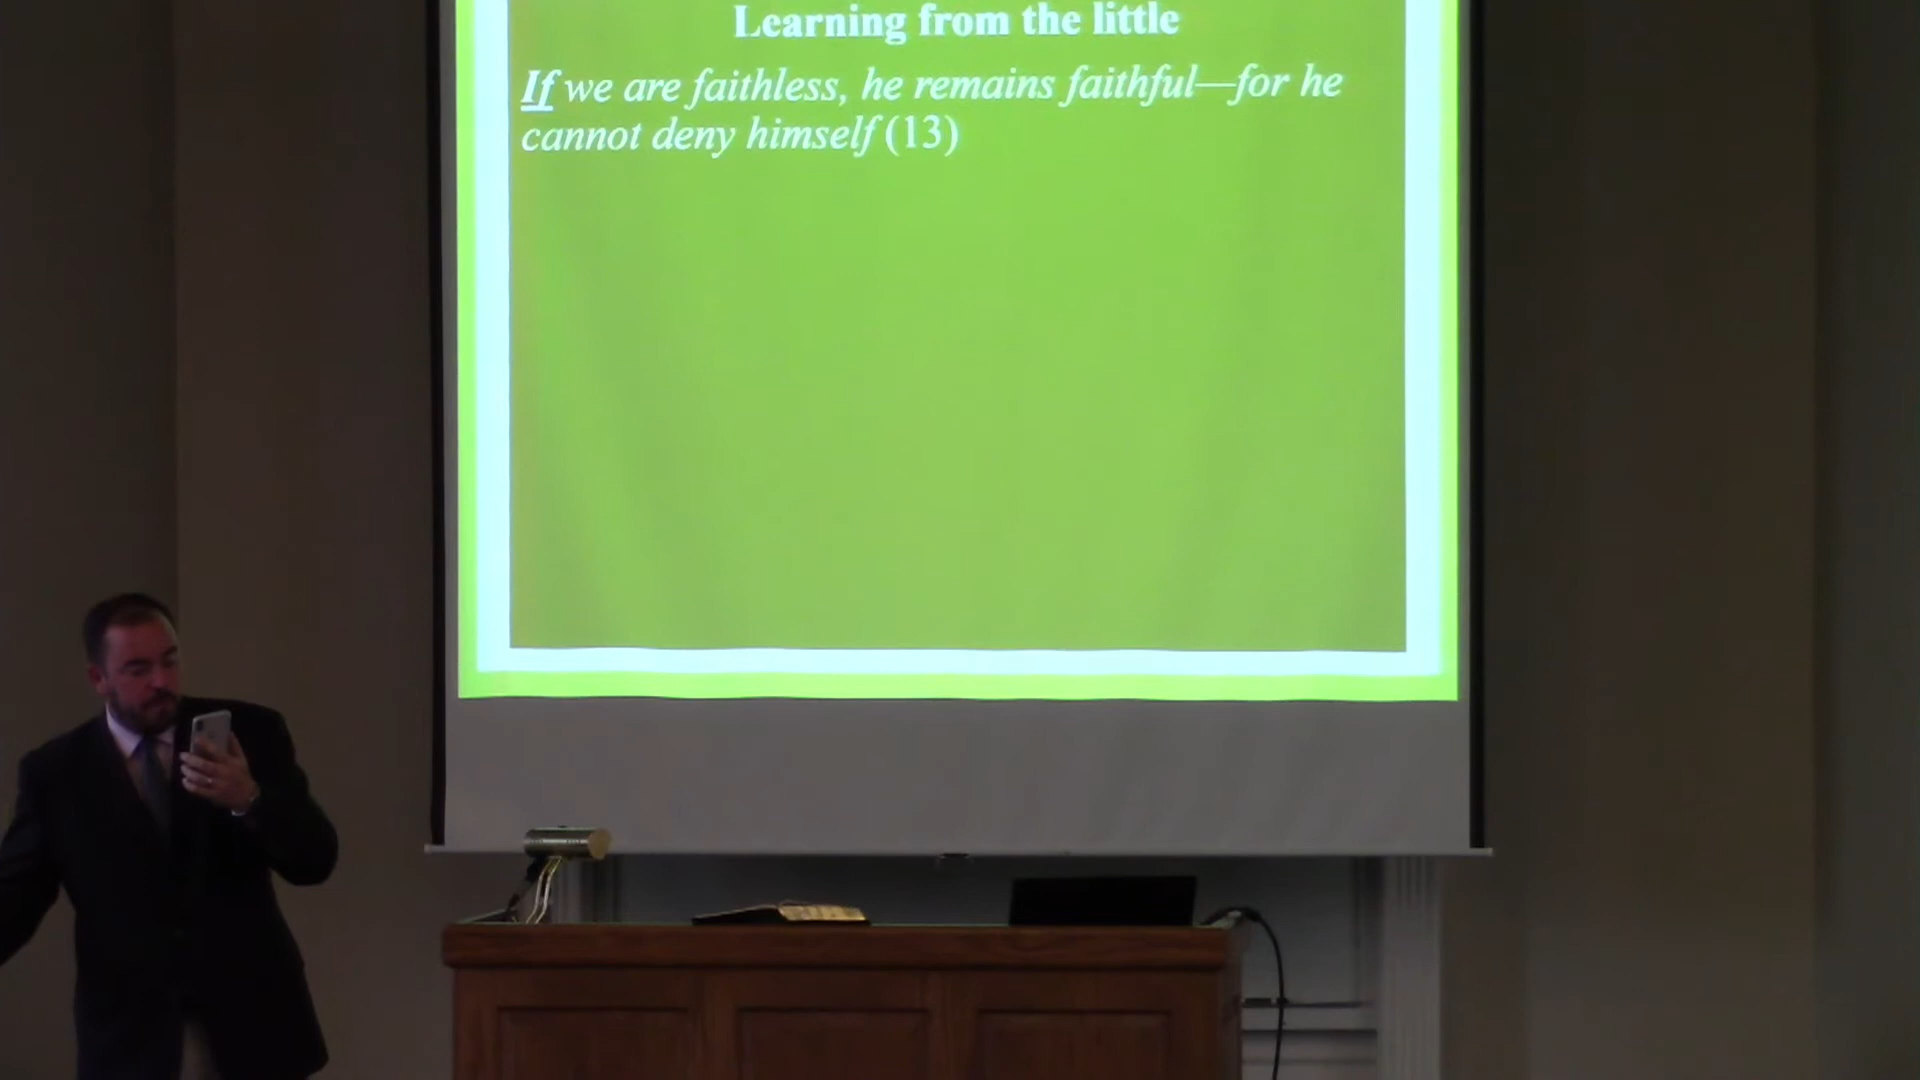 Learning from the little
If we are faithless, he remains faithful—for he
cannot deny himself (13)